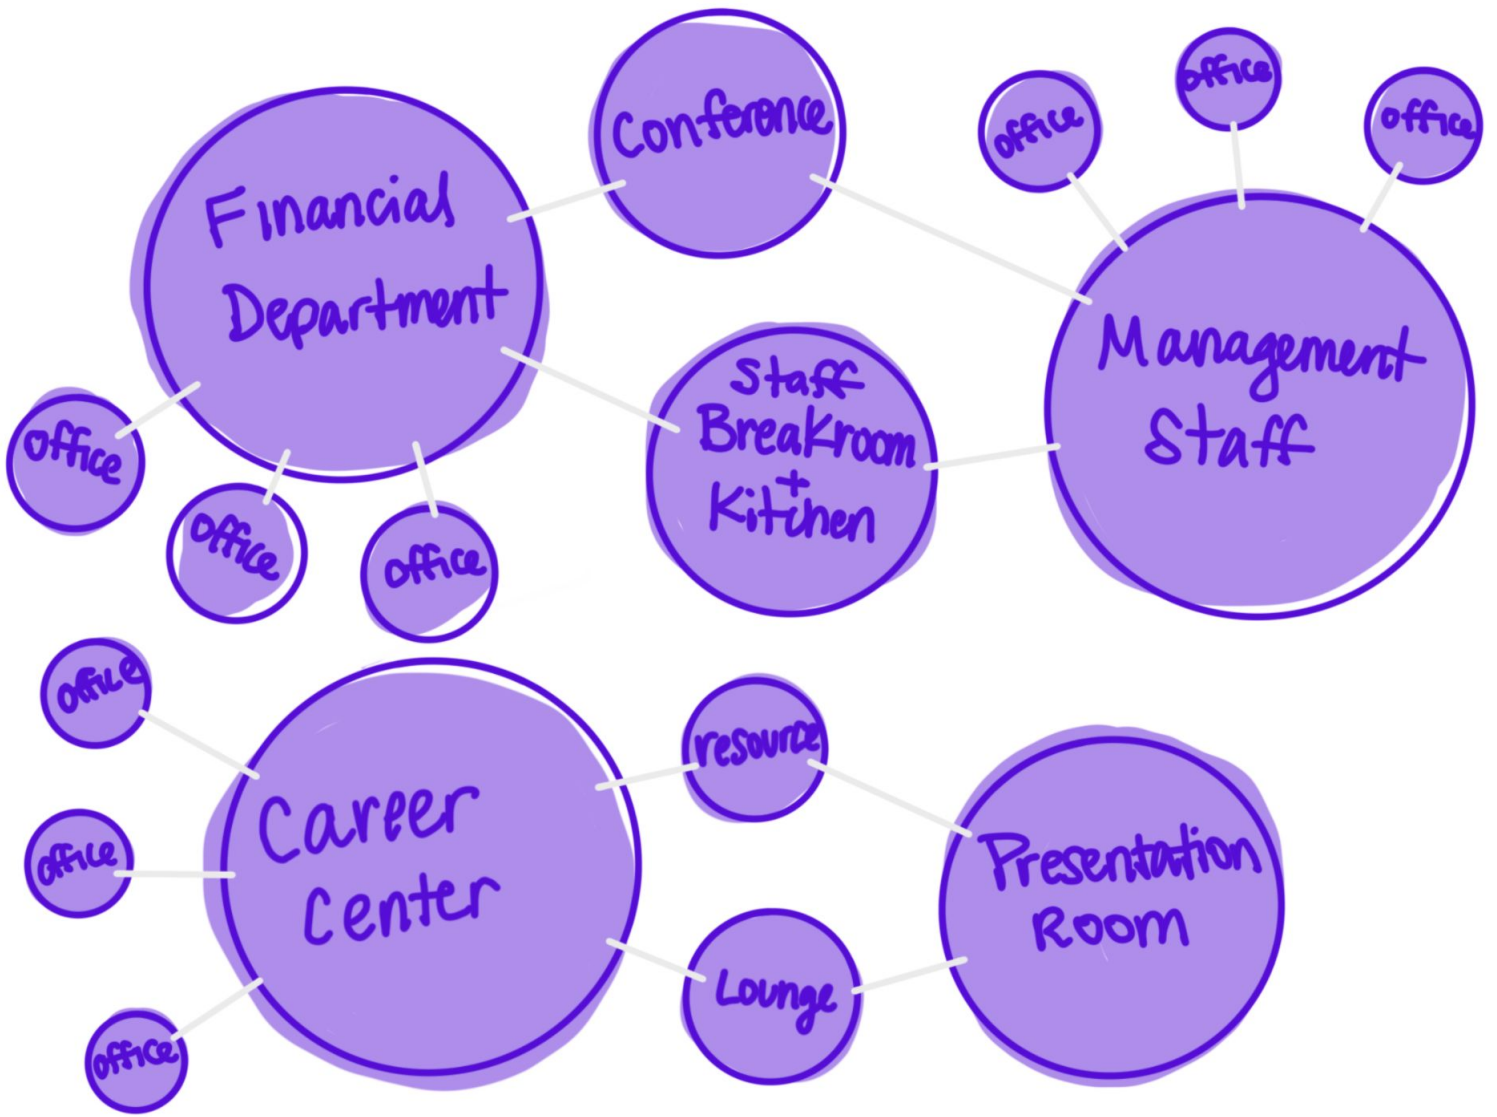 Conference
office
office
office
Financial
Department
Management
Staff
Staff
Breakroom
+
Kitchen
office
office
office
office
Career
Center
resource
Presentation
Room
office
Lounge
office